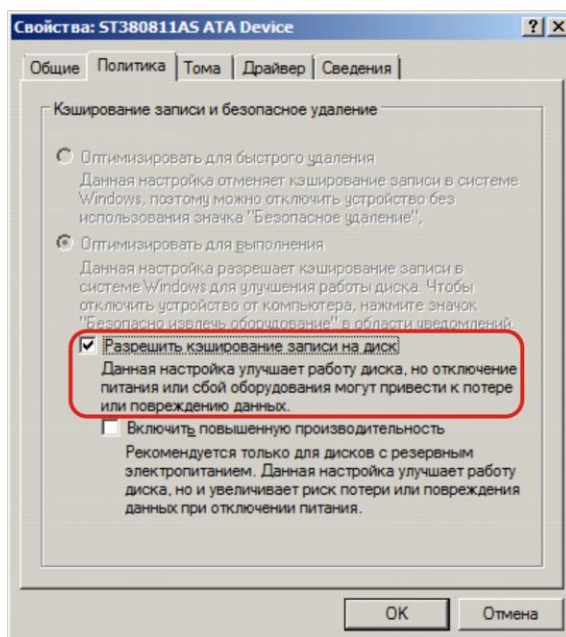 Свойства: ST380811AS ATA Device
Общие Политика Тома Драйвер Сведения
Кэширование записи и безопасное удаление
Оптимизировать для быстрого удаления
Данная настройка отменяет кэширование записи в системе
Windows, поэтому можно отключить устройство без
использования значка "Безопасное удаление",
Оптимизировать для выполнения
Данная настройка разрешает кэширование записи в
системе Windows для улучшения работы диска. Чтобы
отключить устройство от компьютера, нажмите значок
"Безопасно извлечь оборудование" в области уведомлений.
Разрешить кэширование записи на диск
Данная настройка улучшает работу диска, но отключение
питания или сбой оборудования могут привести к потере
или повреждению данных.
Включить повышенную производительность
Рекомендуется только для дисков с резервным
электропитанием. Данная настройка улучшает работу
диска, но и увеличивает риск потери или повреждения
данных при отключении питания.
OK Отмена